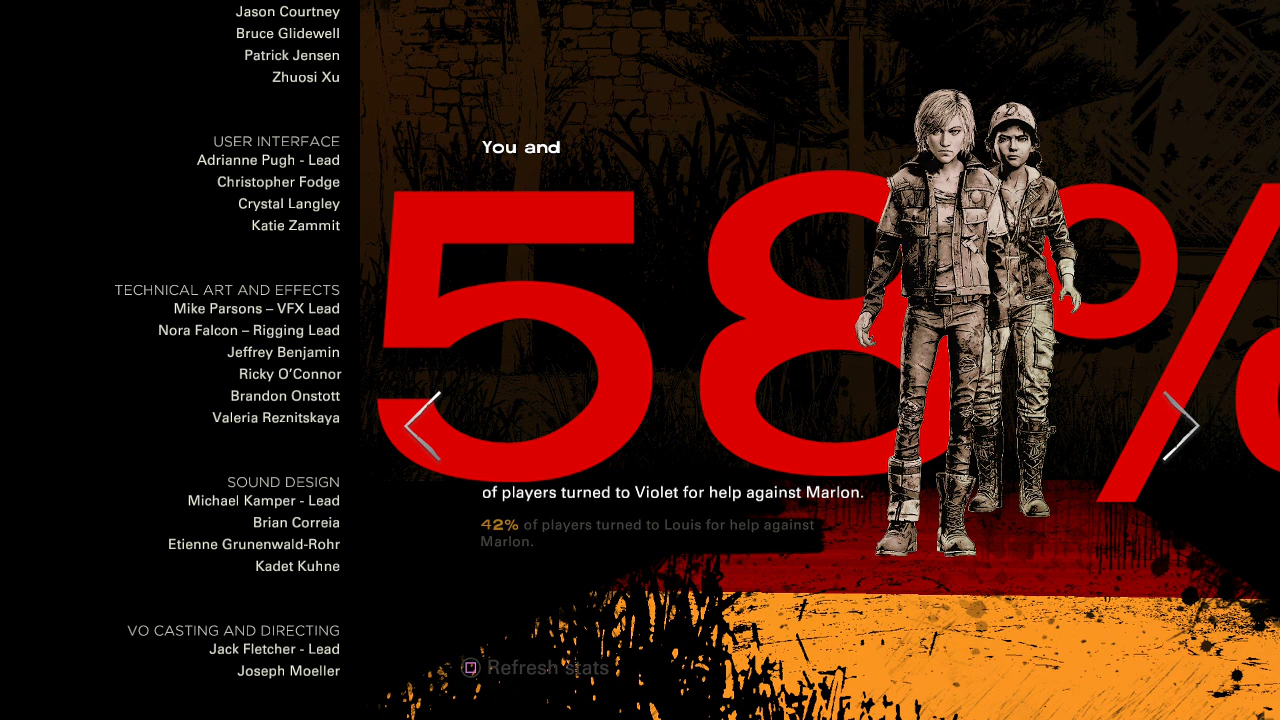 Jason Courtney
Bruce Glidewell
Patrick Jensen
Zhuosi Xu
USER INTERFACE
Adrianne Pugh - Lead
Christopher Fodge
Crystal Langley
Katie Zammit
TECHNICAL ART AND EFFECTS
Mike Parsons – VFX Lead
Nora Falcon – Rigging Lead
Jeffrey Benjamin
Ricky O'Connor
Brandon Onstott
Valeria Reznitskaya
SOUND DESIGN
Michael Kamper - Lead
Brian Correia
Etienne Grunenwald-Rohr
Kadet Kuhne
VO CASTING AND DIRECTING
Jack Fletcher - Lead
Joseph Moeller
You and
58%
of players turned to Violet for help against Marlon.
42% of players turned to Louis for help against
Marlon.
Refresh stats